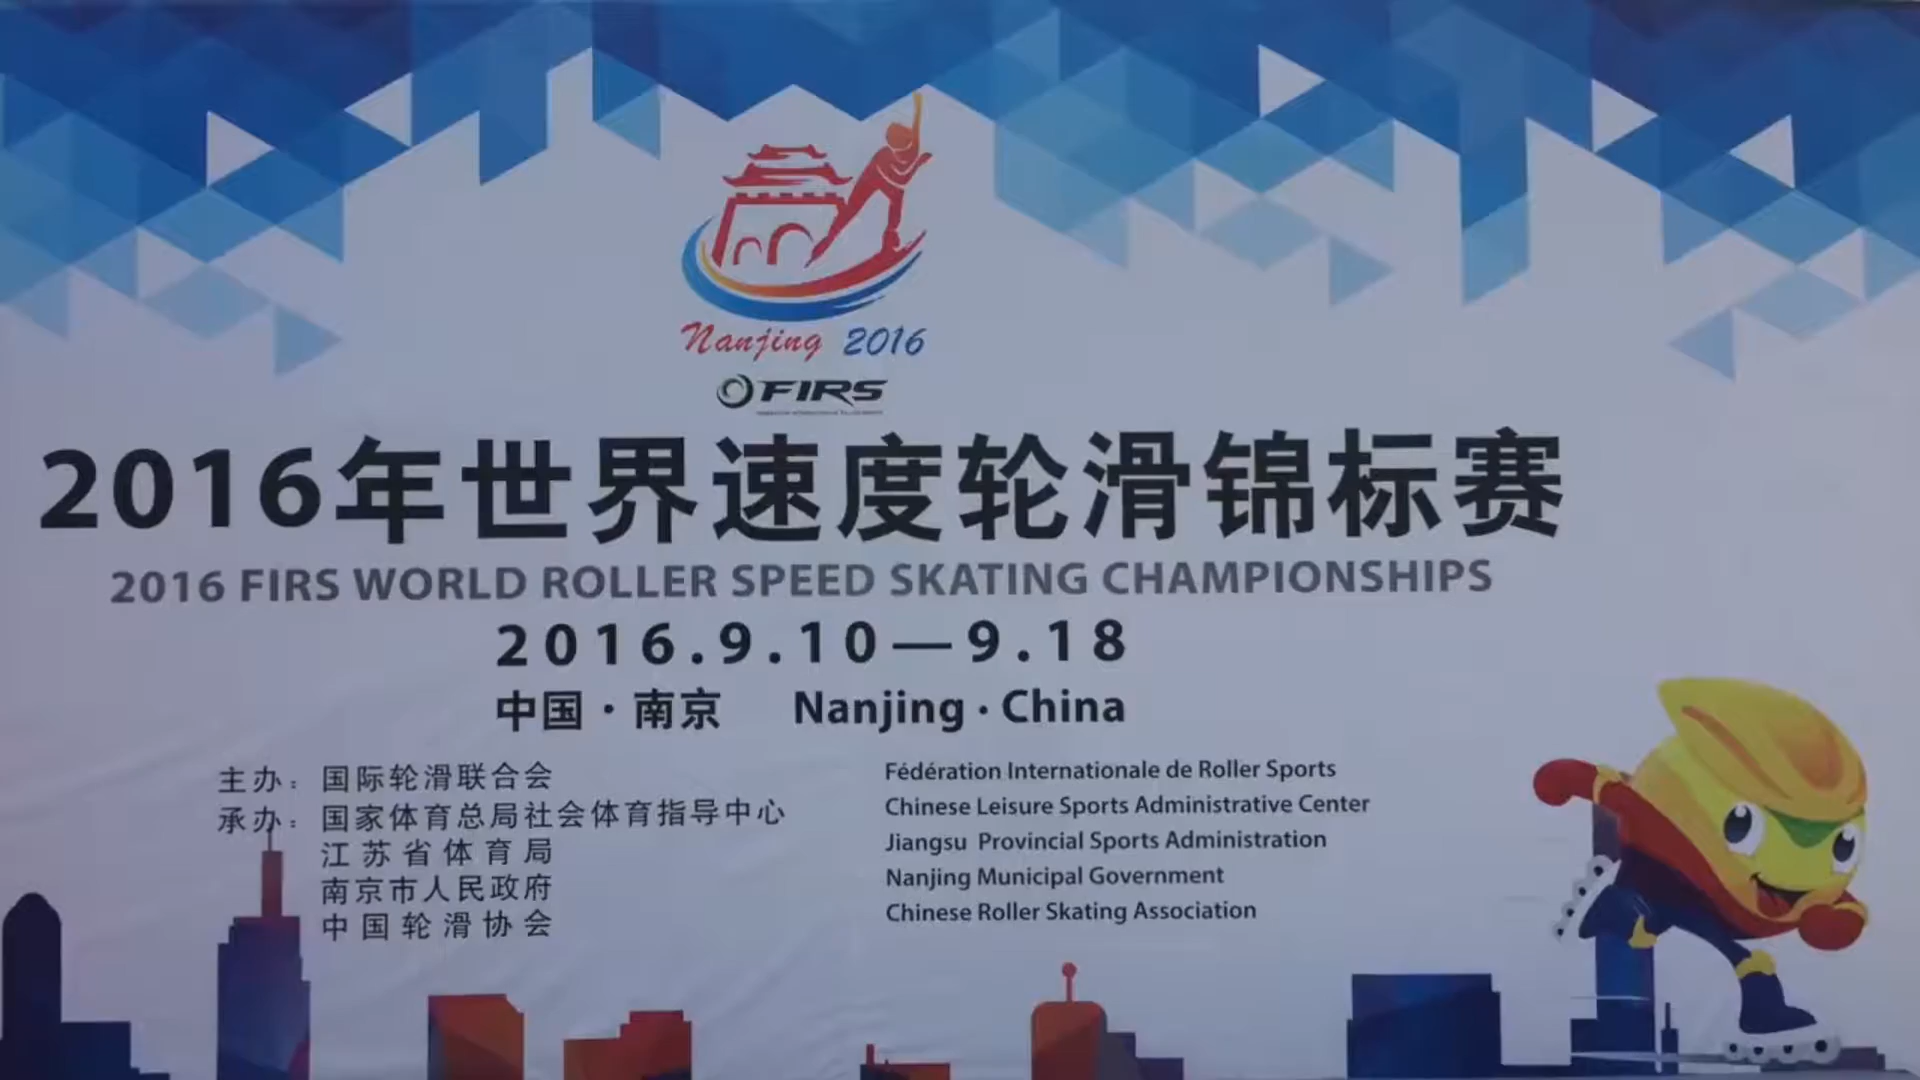 Nanjing 2016
FIRS
2016年世界速度轮滑锦标赛
2016 FIRS WORLD ROLLER SPEED SKATING CHAMPIONSHIPS
2016.9.10—9.18
中国·南京 Nanjing·China
主办：国际轮滑联合会
承办：国家体育总局社会体育指导中心
江苏省体育局
南京市人民政府
中国轮滑协会
Fédération Internationale de Roller Sports
Chinese Leisure Sports Administrative Center
Jiangsu Provincial Sports Administration
Nanjing Municipal Government
Chinese Roller Skating Association